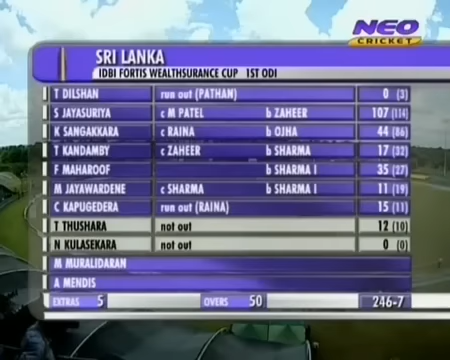 NEO
CRICKET
SRI LANKA
IDBI FORTIS WEALTHSURANCE CUP 1ST ODI
T DILSHAN run out (PATHAN) 0 (3)
S JAYASURIYA c M PATEL b ZAHEER 107 (114)
K SANGAKKARA c RAINA b OJHA 44 (86)
T KANDAMBY c ZAHEER b SHARMA 17 (32)
F MAHAROOF b SHARMA I 35 (27)
M JAYAWARDENE c SHARMA b SHARMA I 11 (19)
C KAPUGEDERA run out (RAINA) 15 (11)
T THUSHARA not out 12 (10)
N KULASEKARA not out 0 (0)
M MURALIDARAN
A MENDIS
EXTRAS 5 OVERS 50 246-7